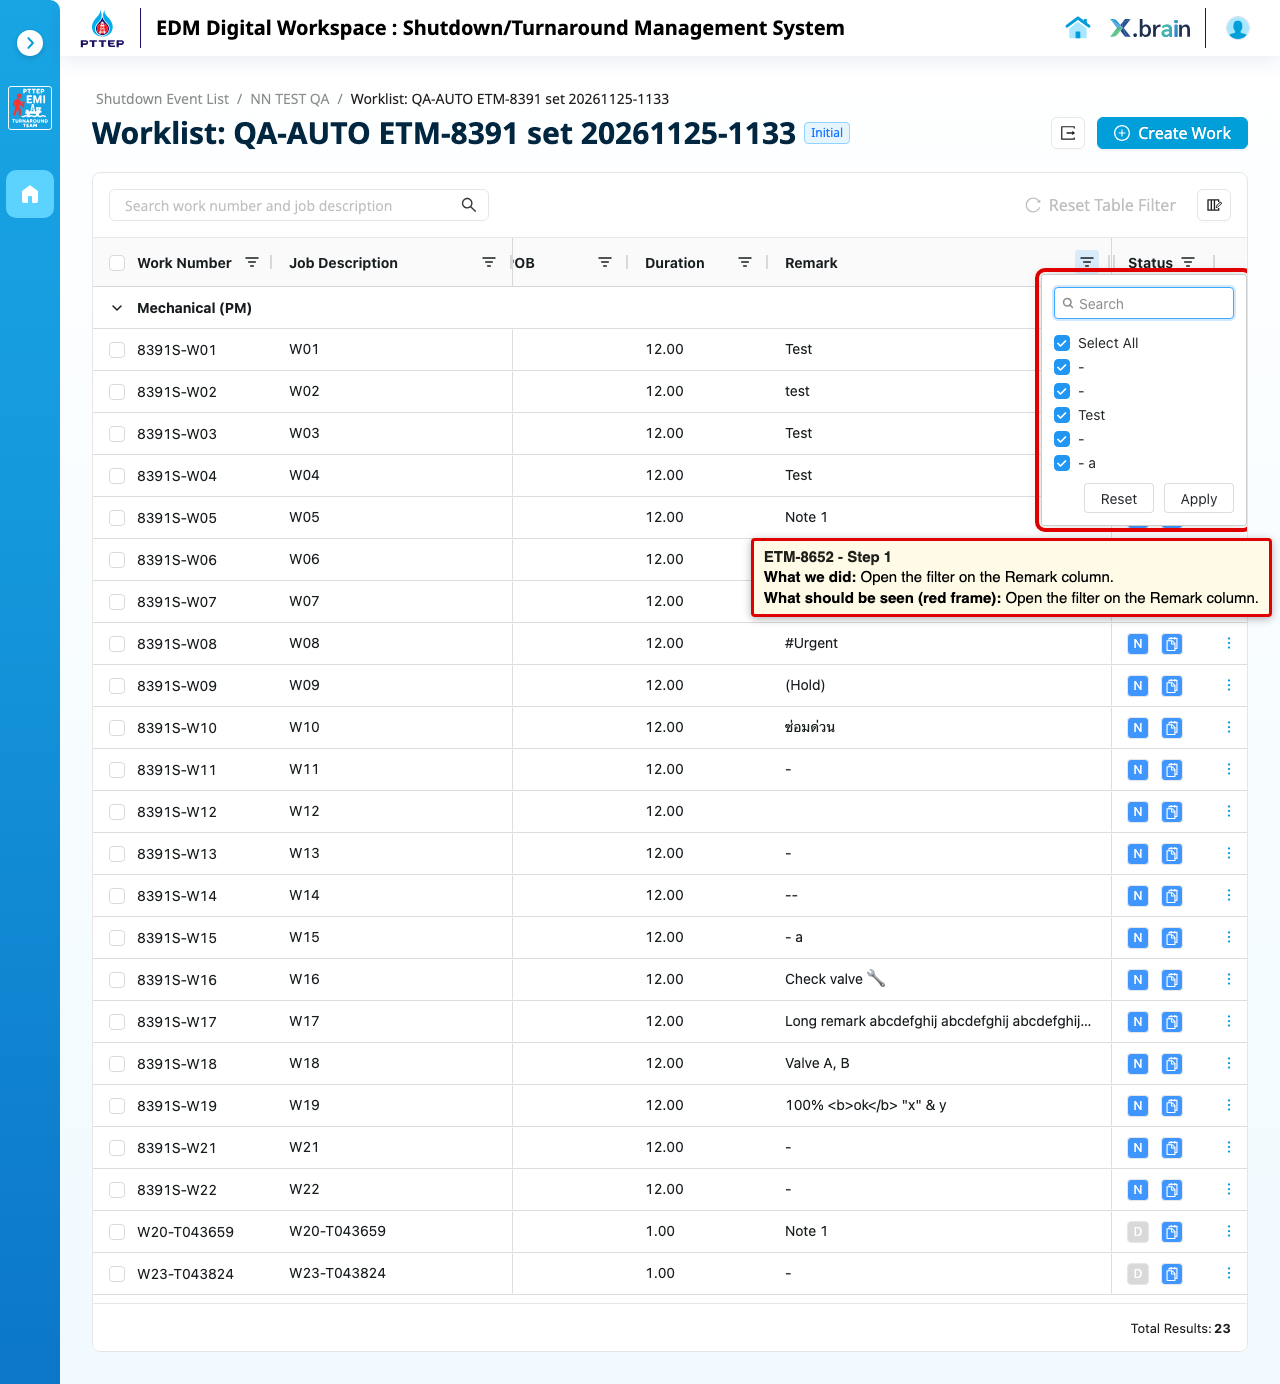 PTTEP
EDM Digital Workspace : Shutdown/Turnaround Management System
X.brain
PTTEP
EMI
TURNAROUND
TEAM
Shutdown Event List / NN TEST QA / Worklist: QA-AUTO ETM-8391 set 20261125-1133
Worklist: QA-AUTO ETM-8391 set 20261125-1133 Initial
Create Work
Search work number and job description
Reset Table Filter
Work Number Job Description OB Duration Remark Status
Mechanical (PM)
8391S-W01 W01 12.00 Test
8391S-W02 W02 12.00 test
8391S-W03 W03 12.00 Test
8391S-W04 W04 12.00 Test
8391S-W05 W05 12.00 Note 1
8391S-W06 W06 12.00
8391S-W07 W07 12.00
8391S-W08 W08 12.00 #Urgent N
8391S-W09 W09 12.00 (Hold) N
8391S-W10 W10 12.00 ซ่อมด่วน N
8391S-W11 W11 12.00 - N
8391S-W12 W12 12.00 N
8391S-W13 W13 12.00 - N
8391S-W14 W14 12.00 -- N
8391S-W15 W15 12.00 - a N
8391S-W16 W16 12.00 Check valve 🔧 N
8391S-W17 W17 12.00 Long remark abcdefghij abcdefghij abcdefghij... N
8391S-W18 W18 12.00 Valve A, B N
8391S-W19 W19 12.00 100% <b>ok</b> "x" & y N
8391S-W21 W21 12.00 - N
8391S-W22 W22 12.00 - N
W20-T043659 W20-T043659 1.00 Note 1 D
W23-T043824 W23-T043824 1.00 - D
Search
Select All
-
-
Test
-
- a
Reset Apply
ETM-8652 - Step 1
What we did: Open the filter on the Remark column.
What should be seen (red frame): Open the filter on the Remark column.
Total Results: 23